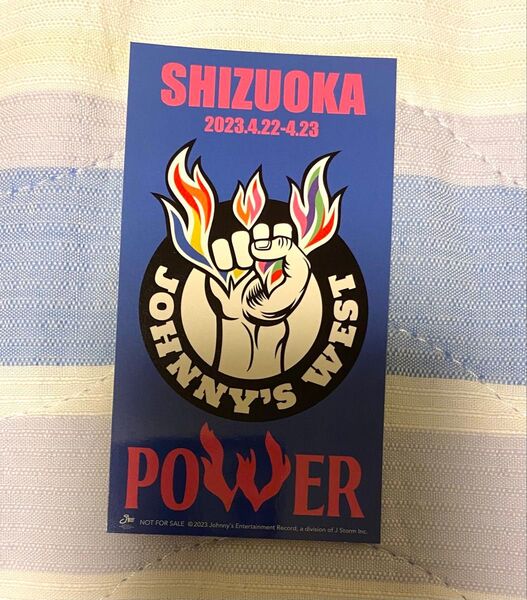 SHIZUOKA
2023.4.22-4.23
JOHNNY'S WEST
POWER
NOT FOR SALE ©2023 Johnny's Entertainment Record, a division of J Storm Inc.